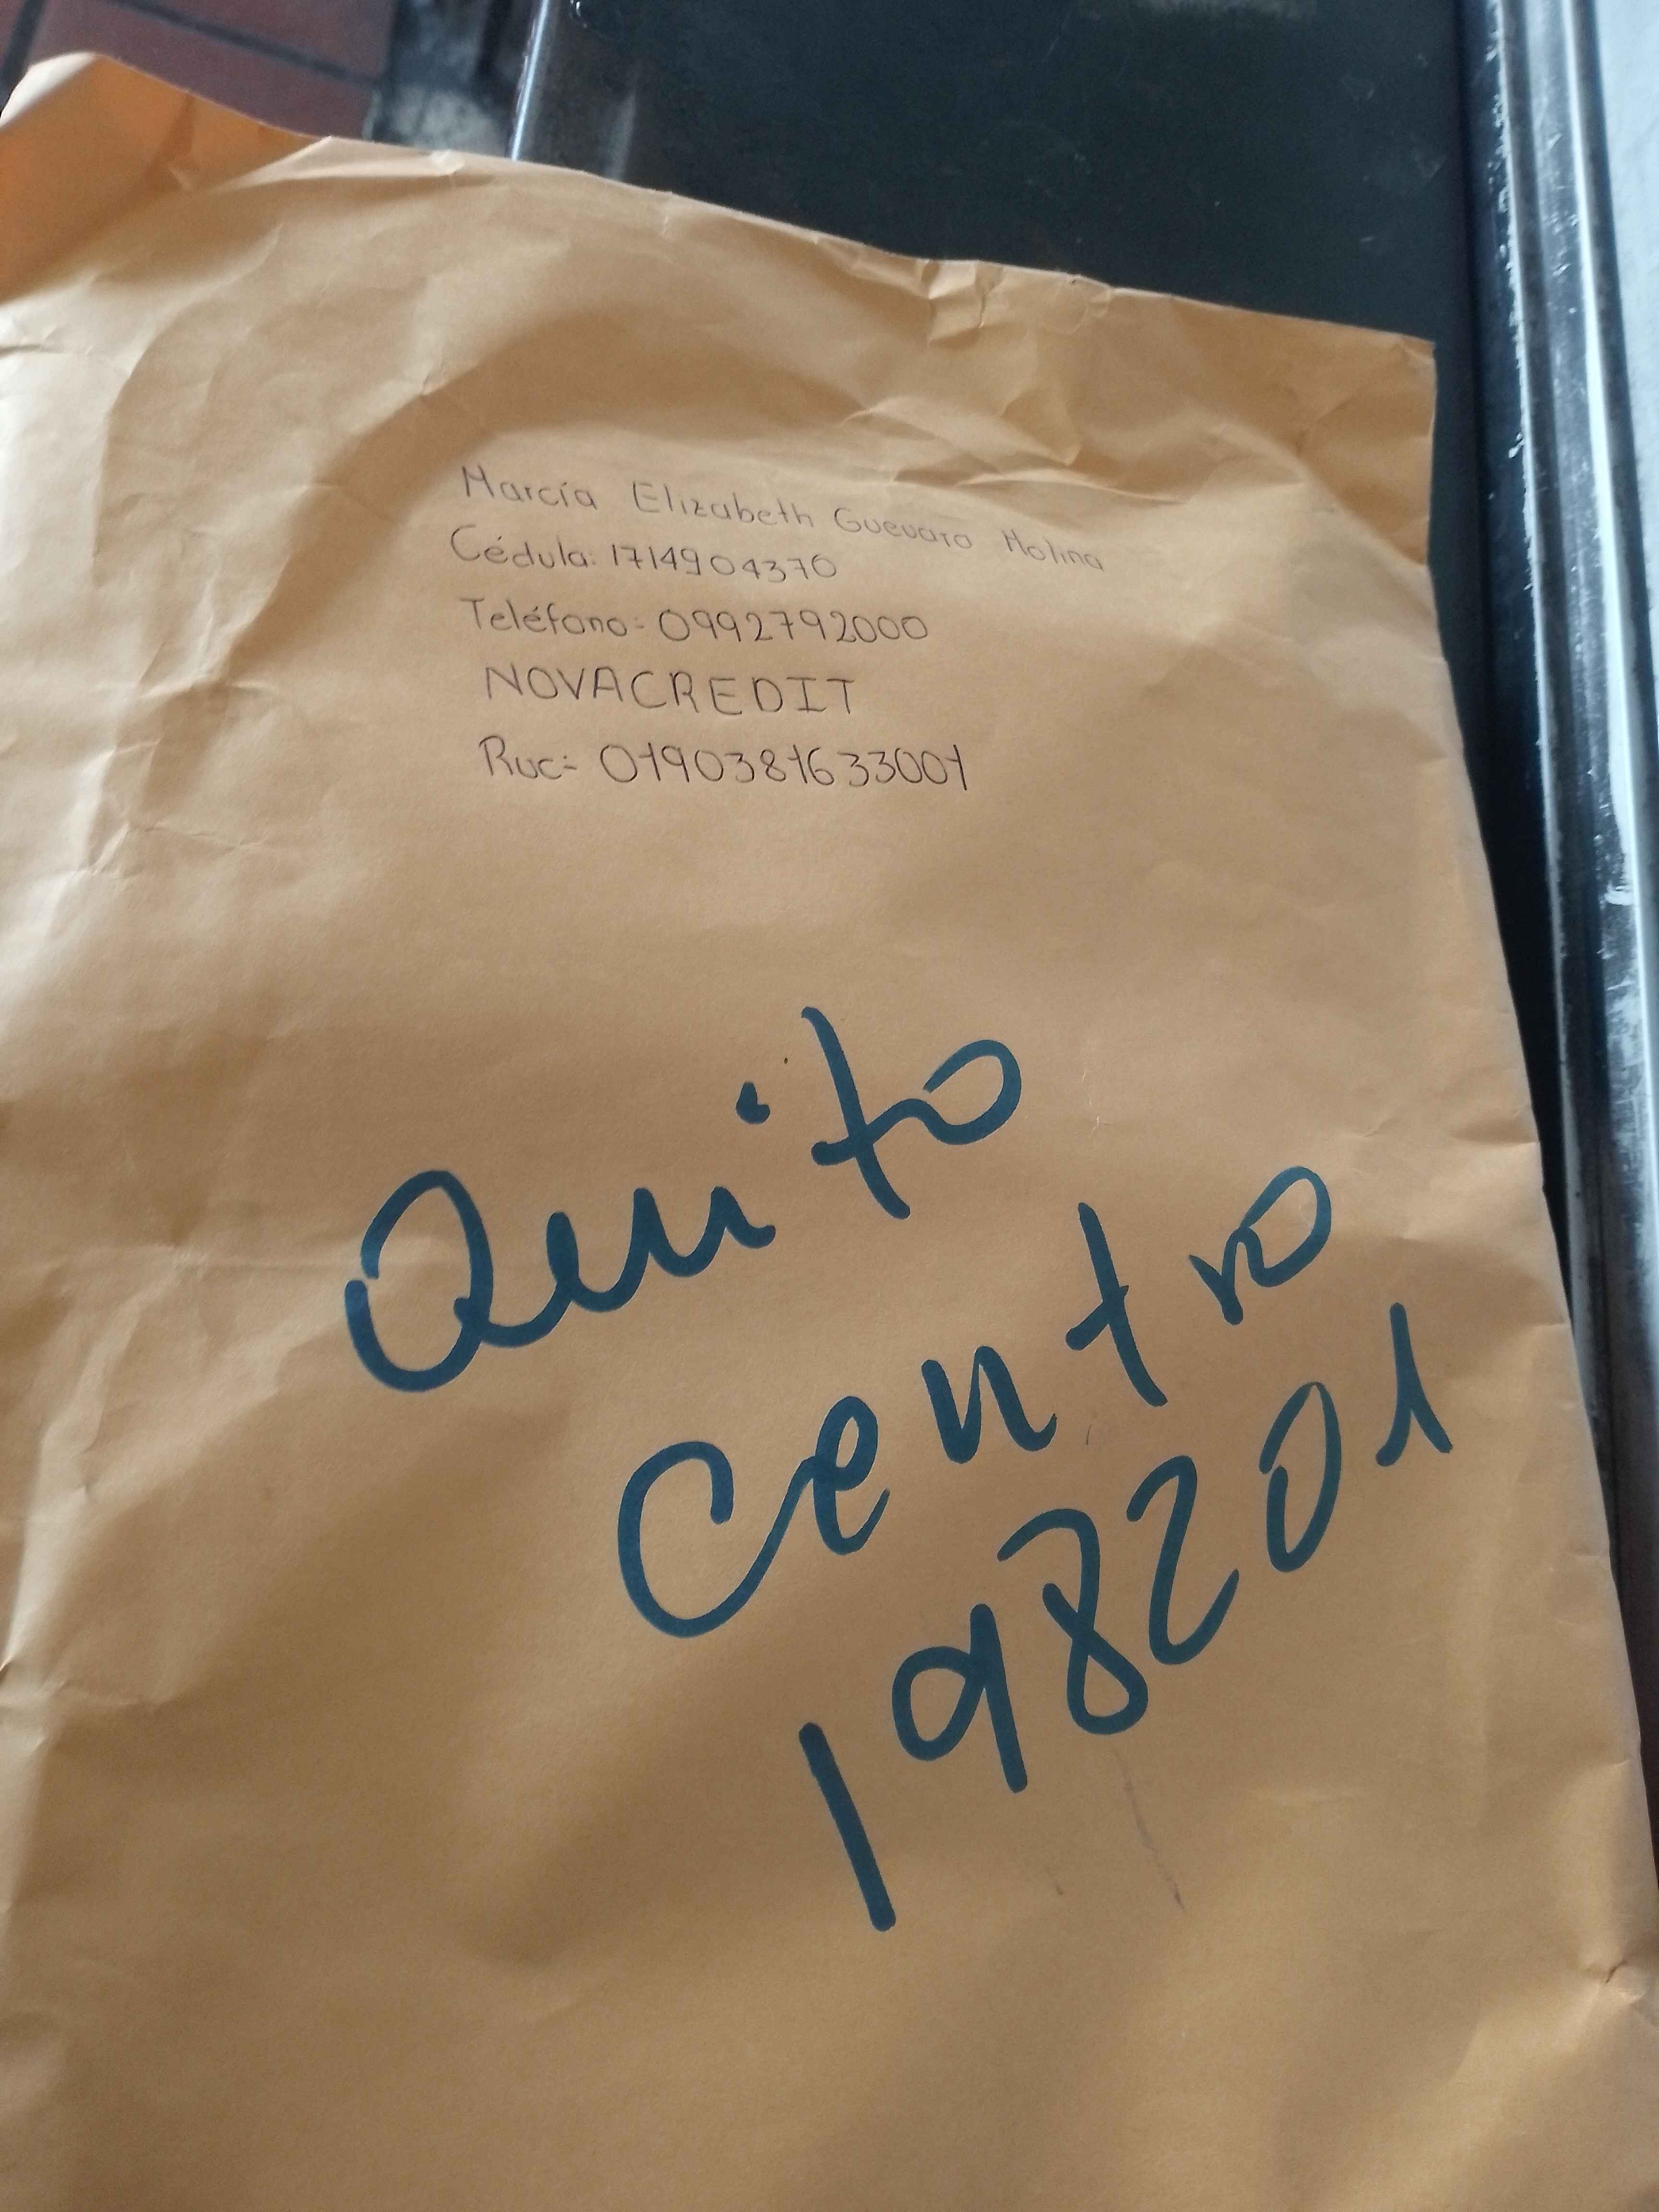 Marcía Elizabeth Guevara Molina
Cédula: 1714904370
Teléfono: 0992792000
NOVACREDIT
Ruc: 0190381633001
Quito
Centro
198201